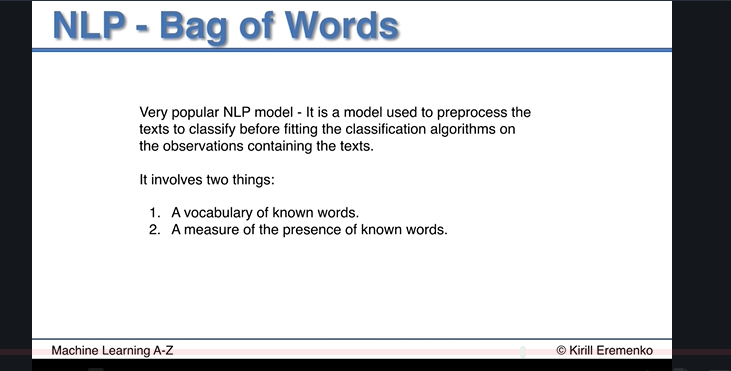 NLP - Bag of Words
Very popular NLP model - It is a model used to preprocess the
texts to classify before fitting the classification algorithms on
the observations containing the texts.
It involves two things:
1. A vocabulary of known words.
2. A measure of the presence of known words.
Machine Learning A-Z
© Kirill Eremenko